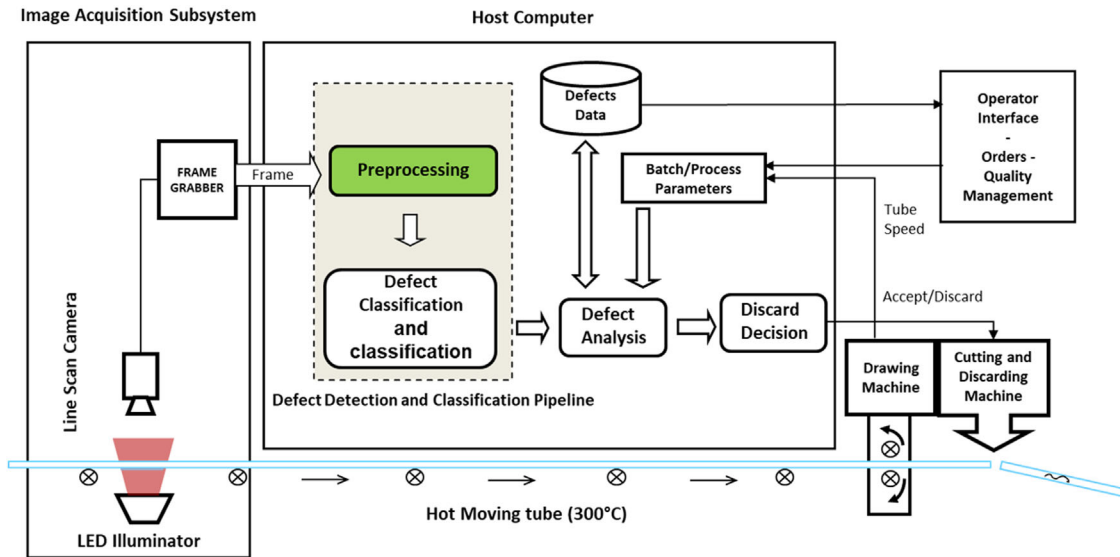 Image Acquisition Subsystem
Host Computer
FRAME
GRABBER
Frame
Preprocessing
Defects
Data
Batch/Process
Parameters
Operator
Interface
-
Orders -
Quality
Management
Tube
Speed
Defect
Classification
and
classification
Defect
Analysis
Discard
Decision
Accept/Discard
Drawing
Machine
Cutting and
Discarding
Machine
Defect Detection and Classification Pipeline
Line Scan Camera
Hot Moving tube (300°C)
LED Illuminator